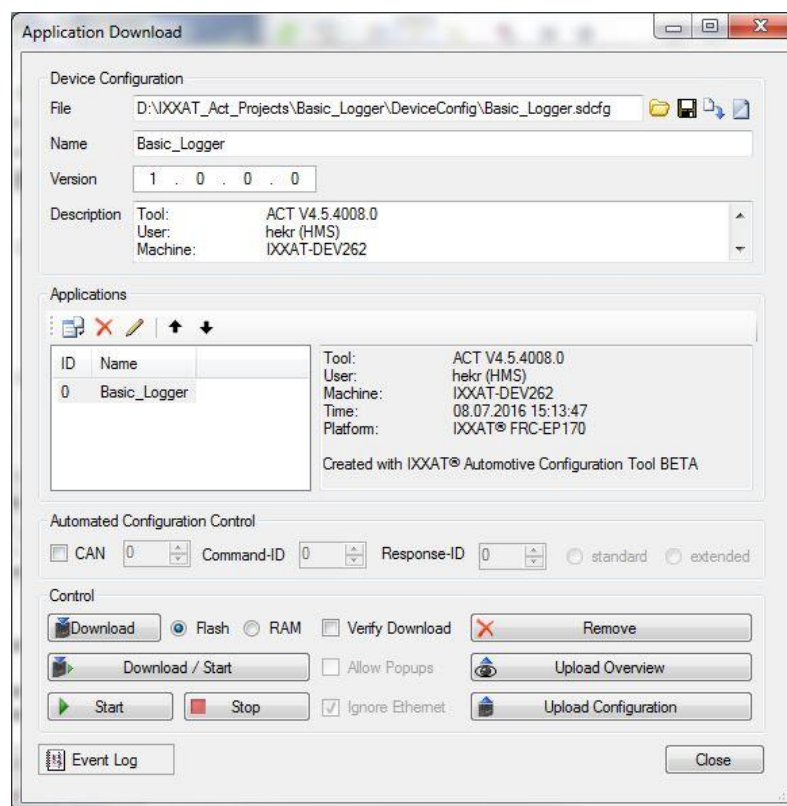 Application Download
Device Configuration
File D:\IXXAT_Act_Projects\Basic_Logger\DeviceConfig\Basic_Logger.sdcfg
Name Basic_Logger
Version 1 . 0 . 0 . 0
Description Tool: ACT V4.5.4008.0
User: hekr (HMS)
Machine: IXXAT-DEV262
Applications
ID Name
0 Basic_Logger
Tool: ACT V4.5.4008.0
User: hekr (HMS)
Machine: IXXAT-DEV262
Time: 08.07.2016 15:13:47
Platform: IXXAT® FRC-EP170
Created with IXXAT® Automotive Configuration Tool BETA
Automated Configuration Control
CAN 0 Command-ID 0 Response-ID 0 standard extended
Control
Download Flash RAM Verify Download Remove
Download / Start Allow Popups Upload Overview
Start Stop Ignore Ethernet Upload Configuration
Event Log Close